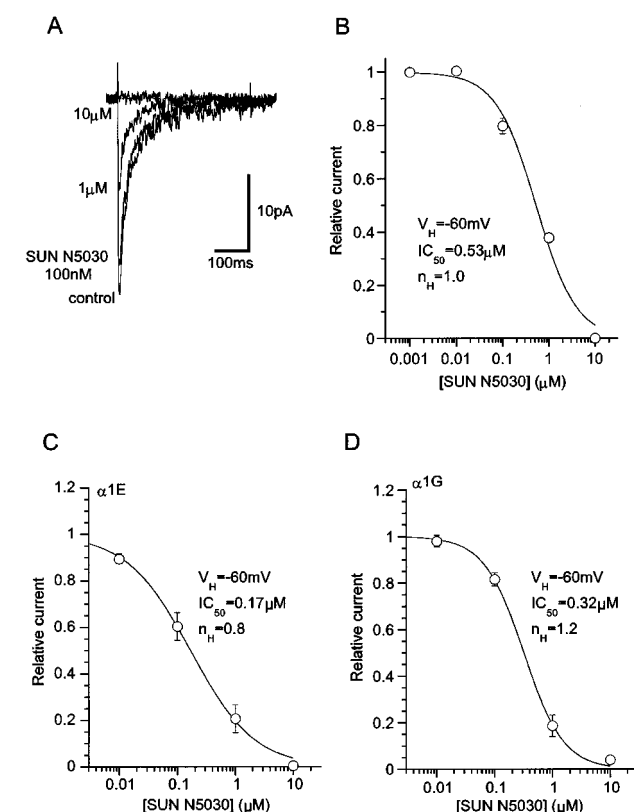 A
10μM
1μM
SUN N5030
100nM
control
10pA
100ms
B
Relative current
1
0.8
0.6
0.4
0.2
0
V_H=-60mV
IC_50=0.53μM
n_H=1.0
0.001 0.01 0.1 1 10
[SUN N5030] (μM)
C
α1E
Relative current
1.2
1
0.8
0.6
0.4
0.2
0
V_H=-60mV
IC_50=0.17μM
n_H=0.8
0.01 0.1 1 10
[SUN N5030] (μM)
D
α1G
Relative current
1.2
1
0.8
0.6
0.4
0.2
0
V_H=-60mV
IC_50=0.32μM
n_H=1.2
0.01 0.1 1 10
[SUN N5030] (μM)